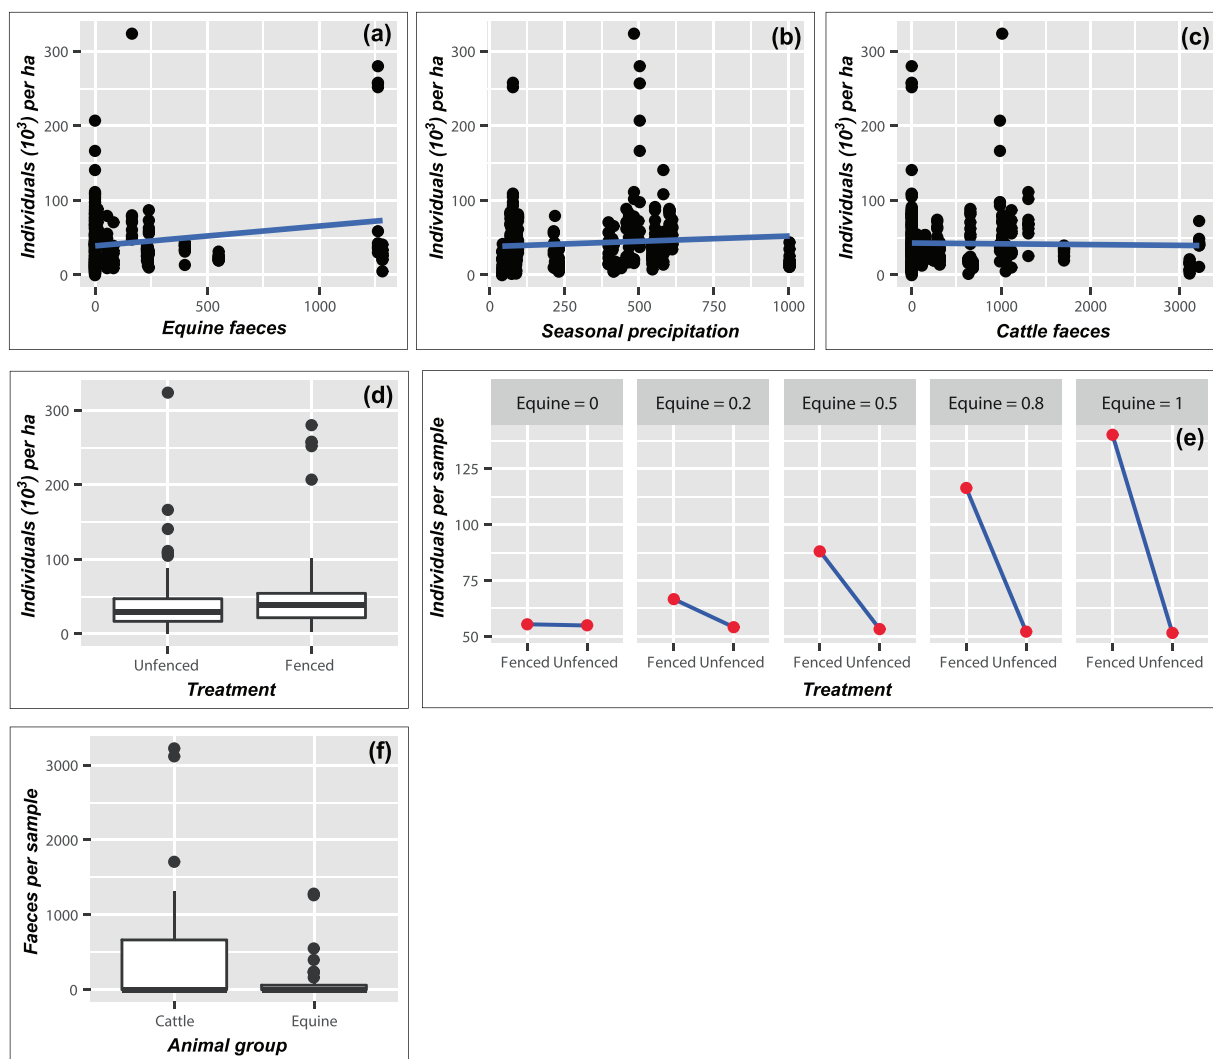 (a)
Individuals (10³) per ha
300
200
100
0
0 500 1000
Equine faeces
(b)
Individuals (10³) per ha
300
200
100
0
0 250 500 750 1000
Seasonal precipitation
(c)
Individuals (10³) per ha
300
200
100
0
0 1000 2000 3000
Cattle faeces
(d)
Individuals (10³) per ha
300
200
100
0
Unfenced Fenced
Treatment
Equine = 0 Equine = 0.2 Equine = 0.5 Equine = 0.8 Equine = 1
(e)
Individuals per sample
125
100
75
50
Fenced Unfenced Fenced Unfenced Fenced Unfenced Fenced Unfenced Fenced Unfenced
Treatment
(f)
Faeces per sample
3000
2000
1000
0
Cattle Equine
Animal group